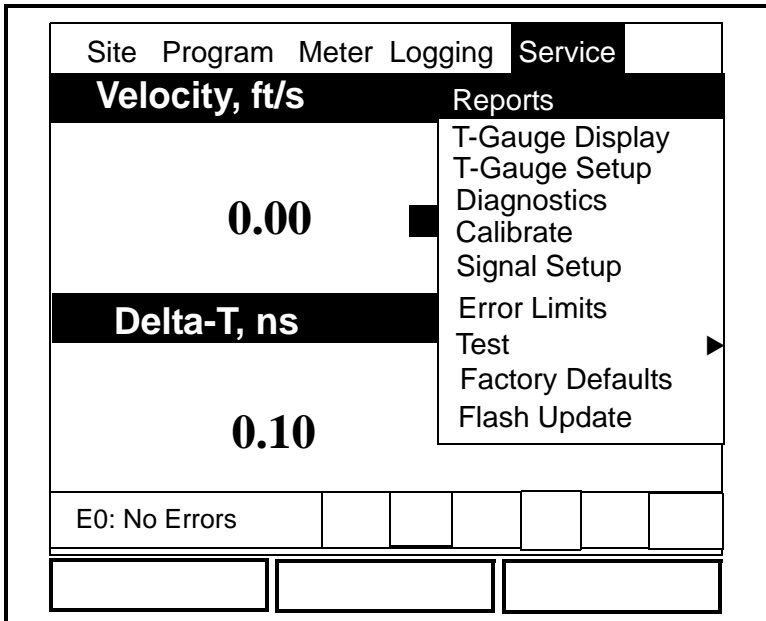 Site Program Meter Logging Service
Velocity, ft/s
Reports
T-Gauge Display
T-Gauge Setup
Diagnostics
0.00
Calibrate
Signal Setup
Error Limits
Delta-T, ns
Test
Factory Defaults
Flash Update
0.10
E0: No Errors